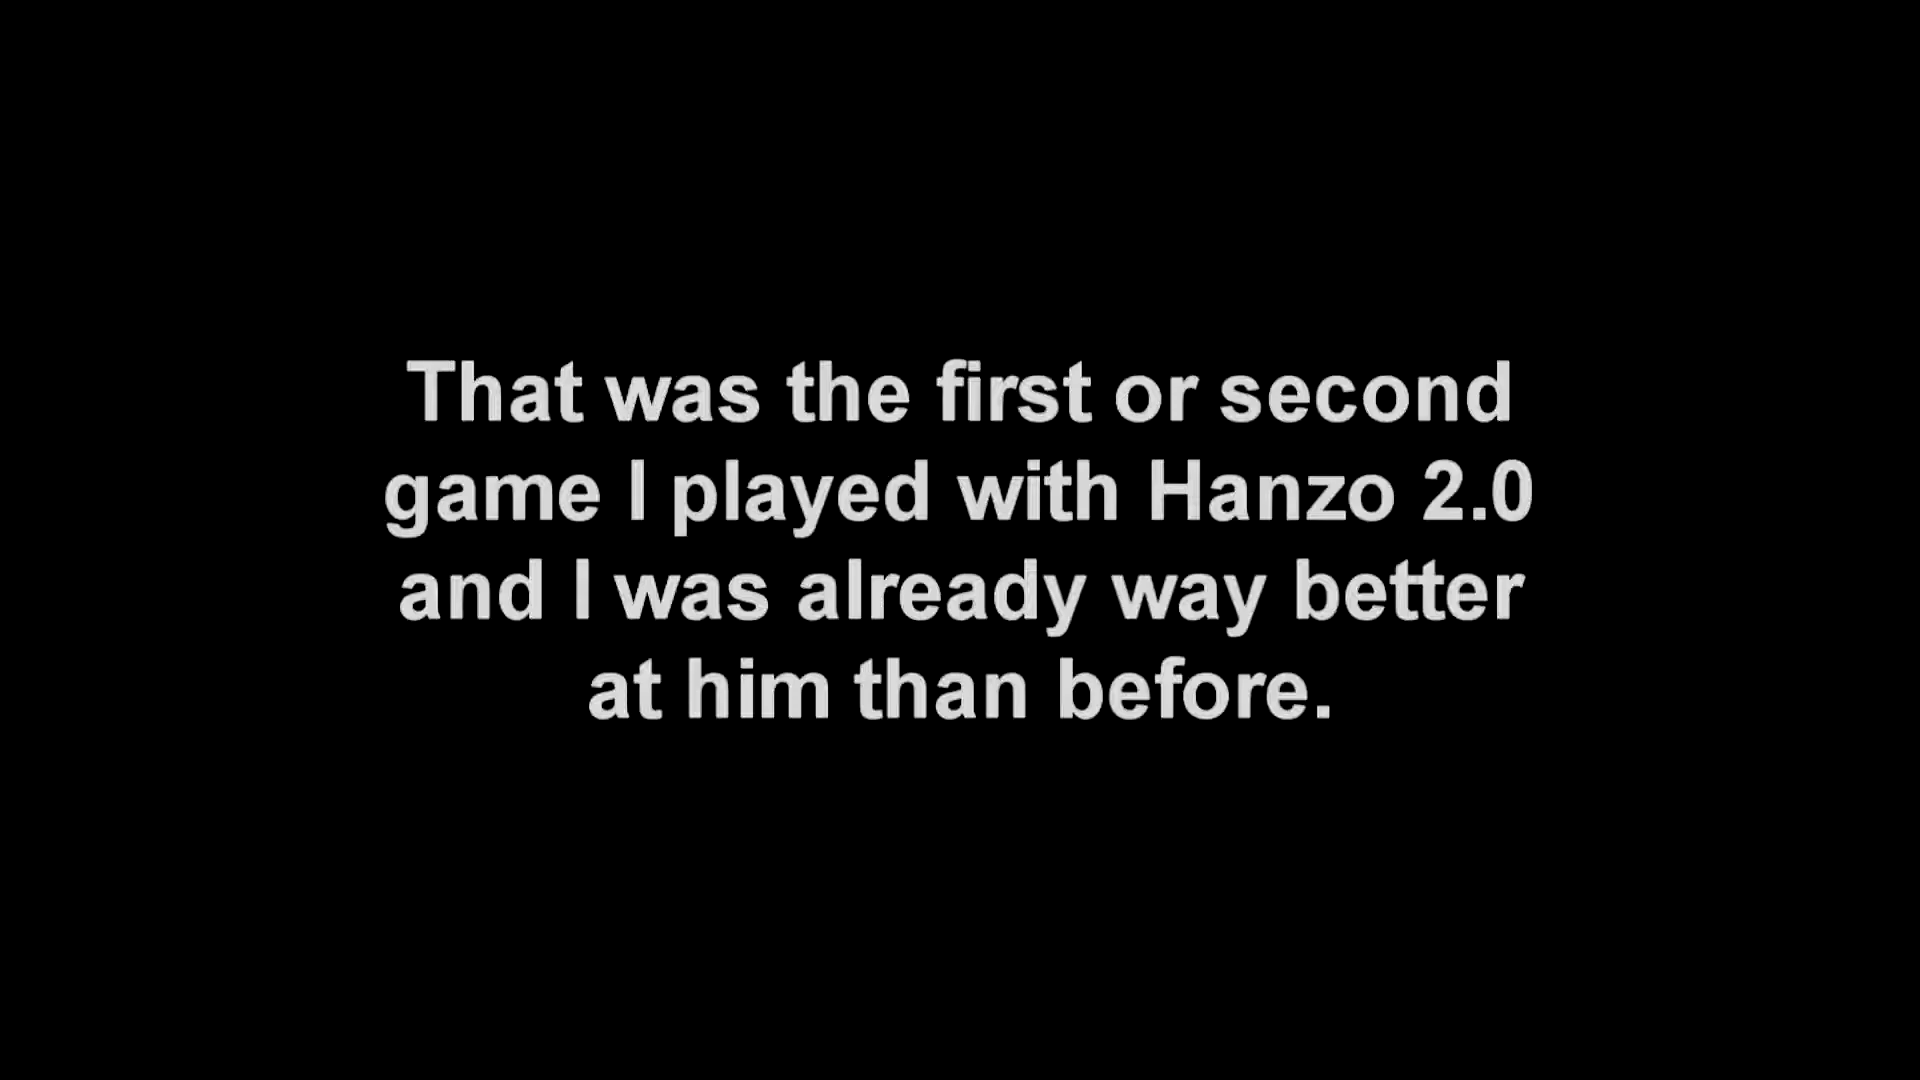 That was the first or second
game I played with Hanzo 2.0
and I was already way better
at him than before.